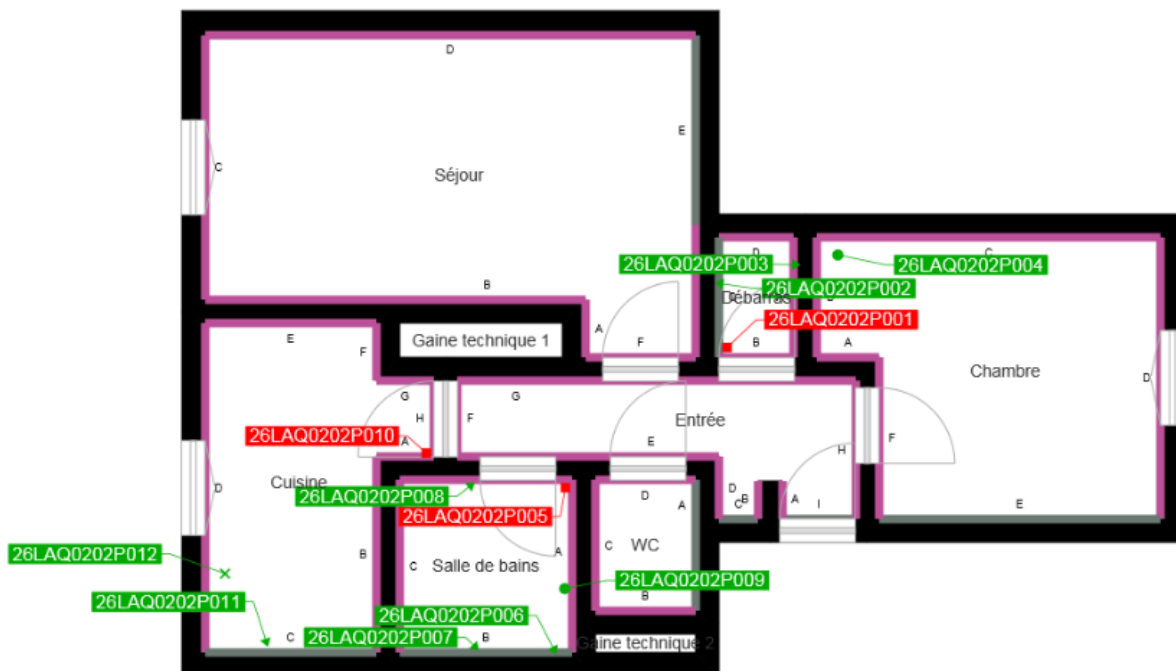 D
C
Séjour
E
B
A
F
D
26LAQ0202P003
26LAQ0202P002
Débarras
26LAQ0202P001
B
C
26LAQ0202P004
A
Chambre
D
F
E
Gaine technique 1
E
F
G
H
A
26LAQ0202P010
Cuisine
D
B
C
26LAQ0202P012
26LAQ0202P011
G
F
Entrée
E
H
D
B
C
A
I
26LAQ0202P008
26LAQ0202P005
A
C
Salle de bains
26LAQ0202P009
26LAQ0202P006
26LAQ0202P007
B
D
A
C
WC
B
Gaine technique 2